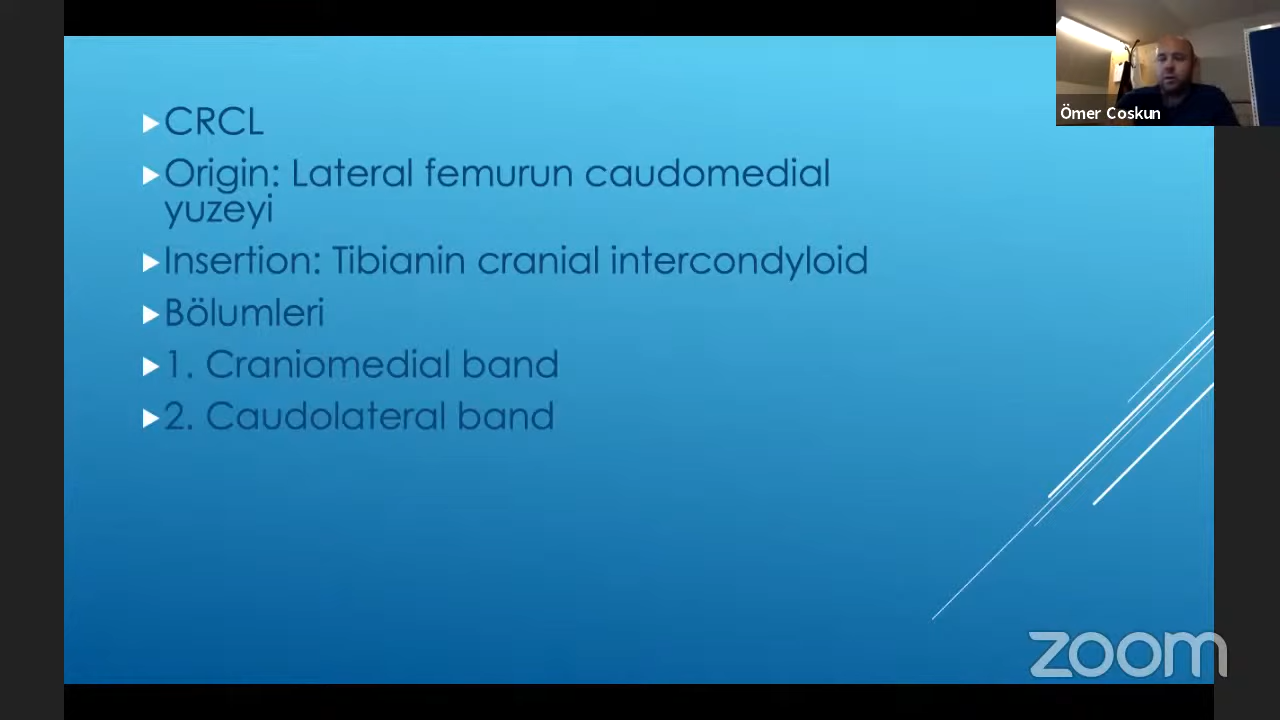 CRCL
Origin: Lateral femurun caudomedial
yuzeyi
Insertion: Tibianin cranial intercondyloid
Bölumleri
1. Craniomedial band
2. Caudolateral band
Ömer Coskun
zoom